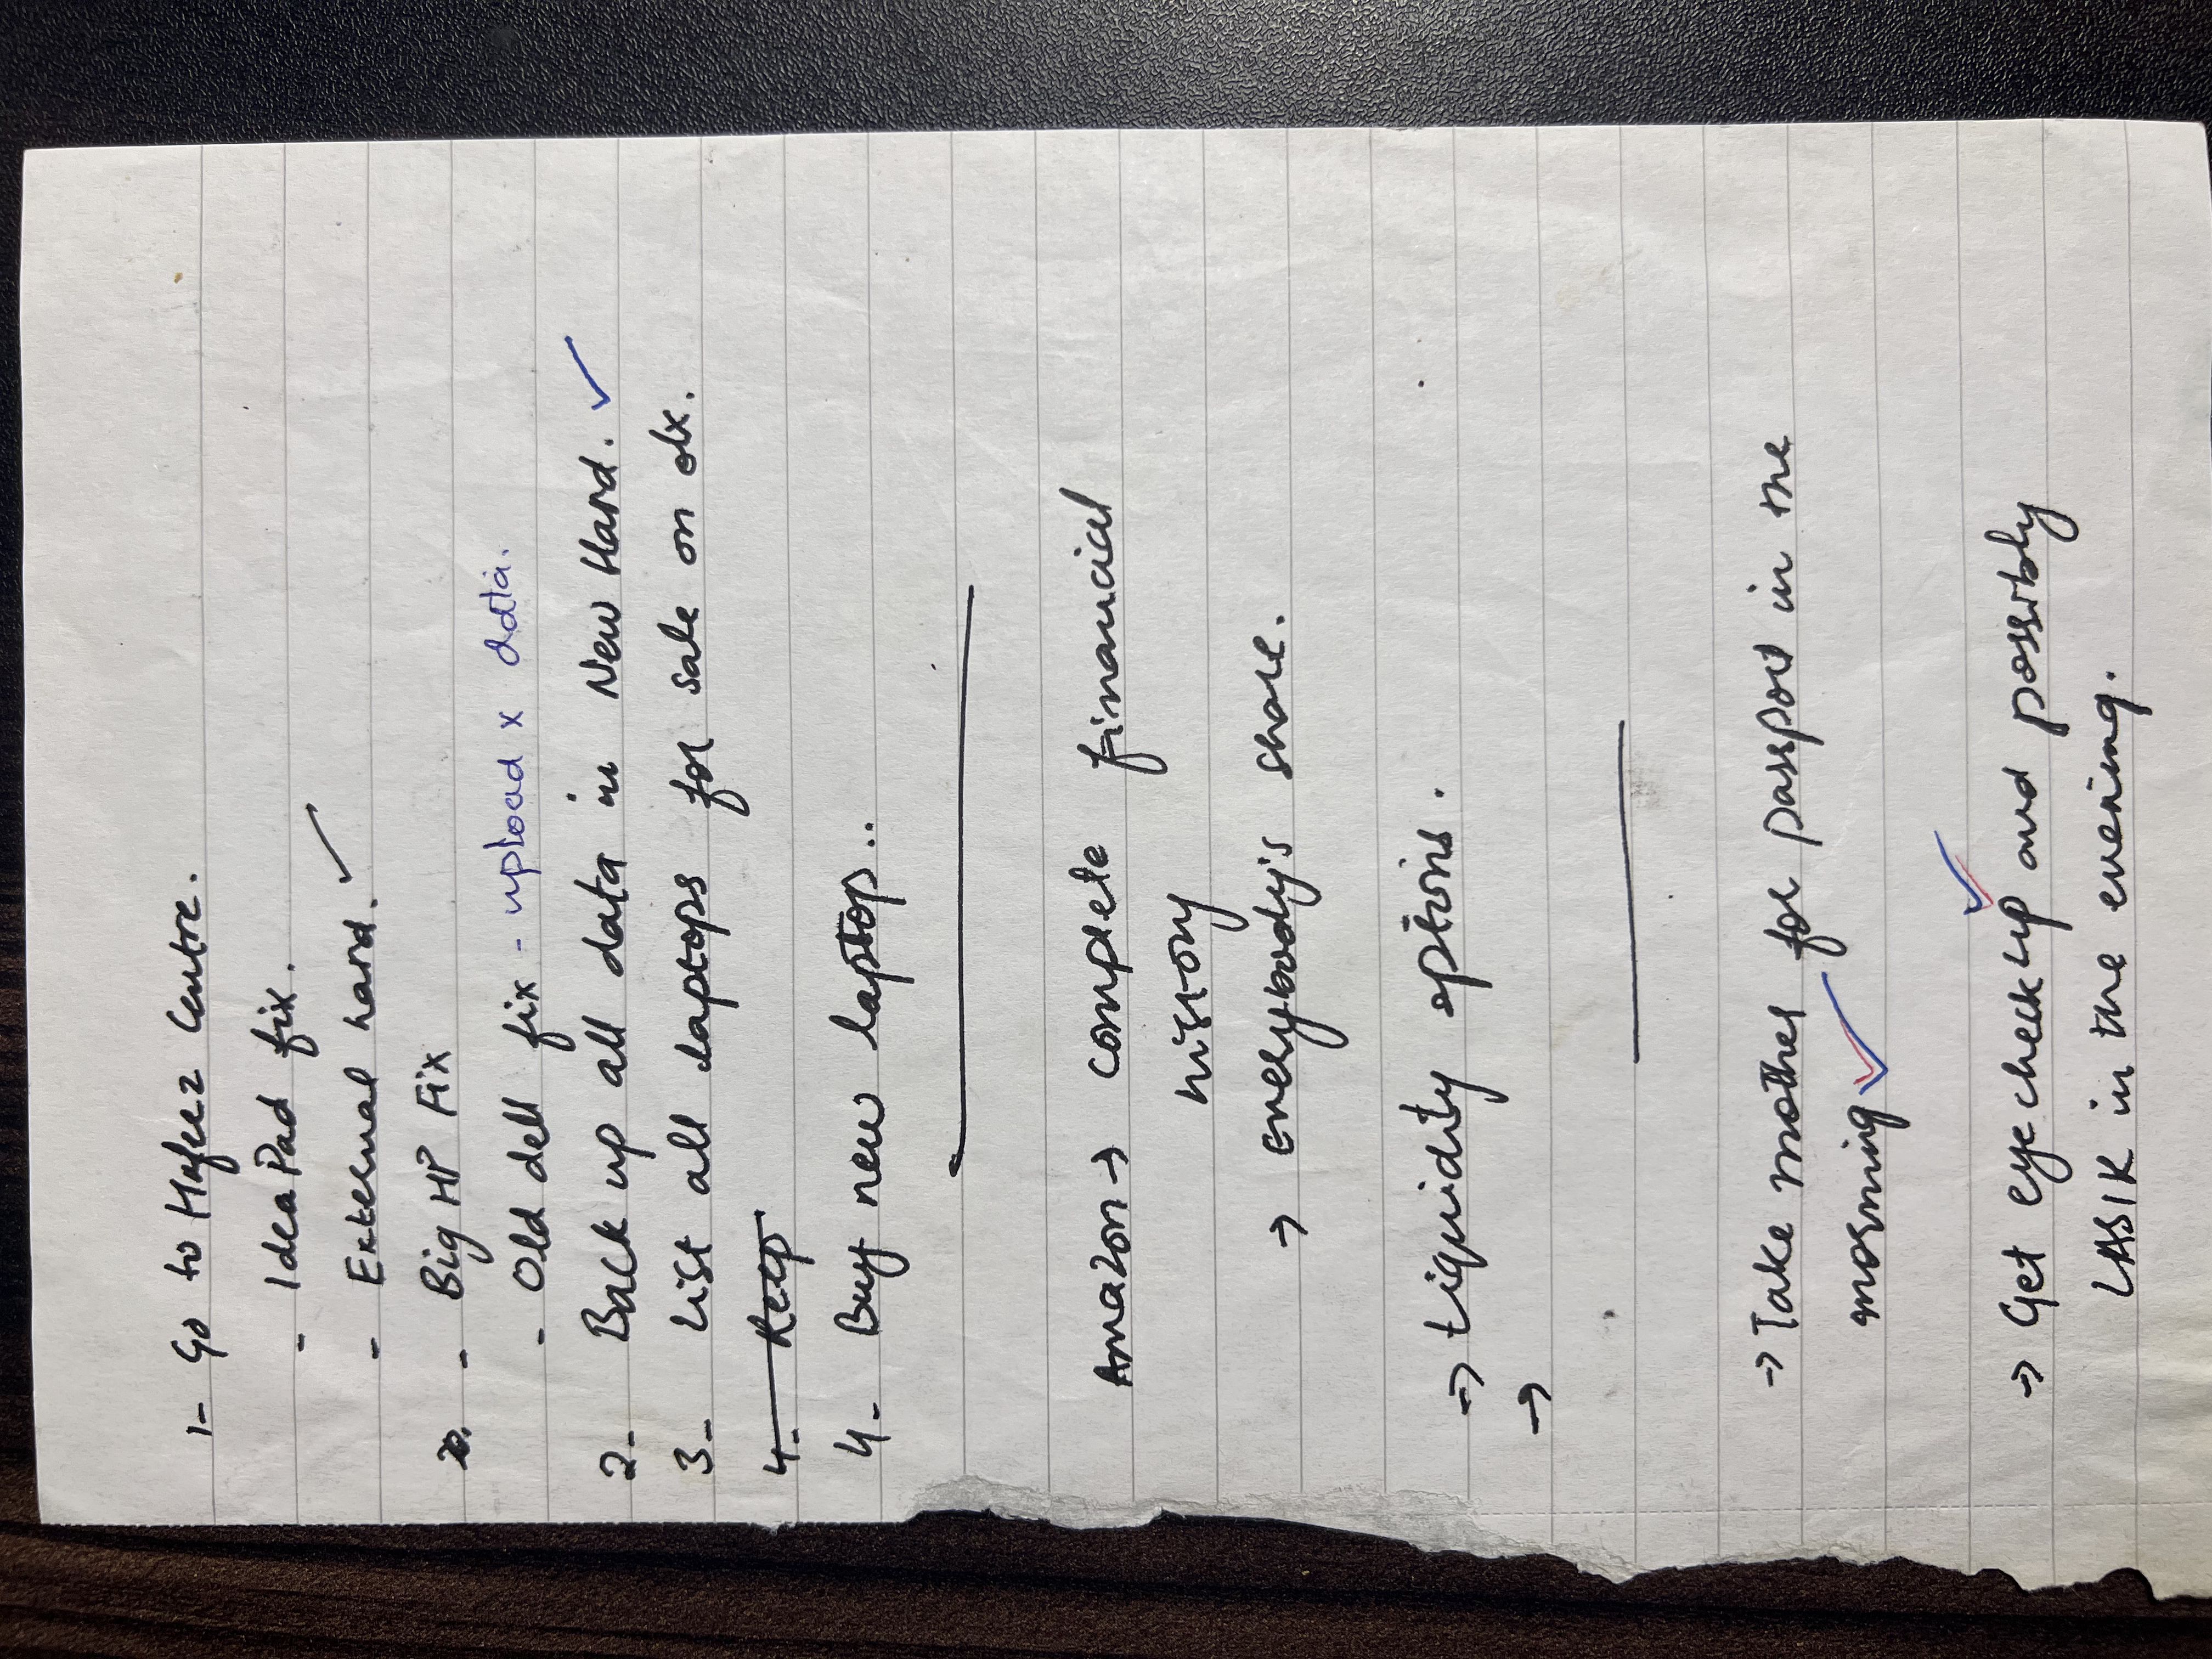 1- Go to Hafeez Centre.
- IdeaPad fix.
- External hard. ✓
- Big HP Fix
- Old dell fix - upload x data.
2- Back up all data in New Hard. ✓
3- List all laptops for sale on olx.
4- Keep
4- Buy new laptop..
Amazon → complete financial
history
→ everybody's share.
→ Liquidity options.
→
→ Take mother for passport in the
morning ✓
→ Get eye checkup and possibly ✓
LASIK in the evening.